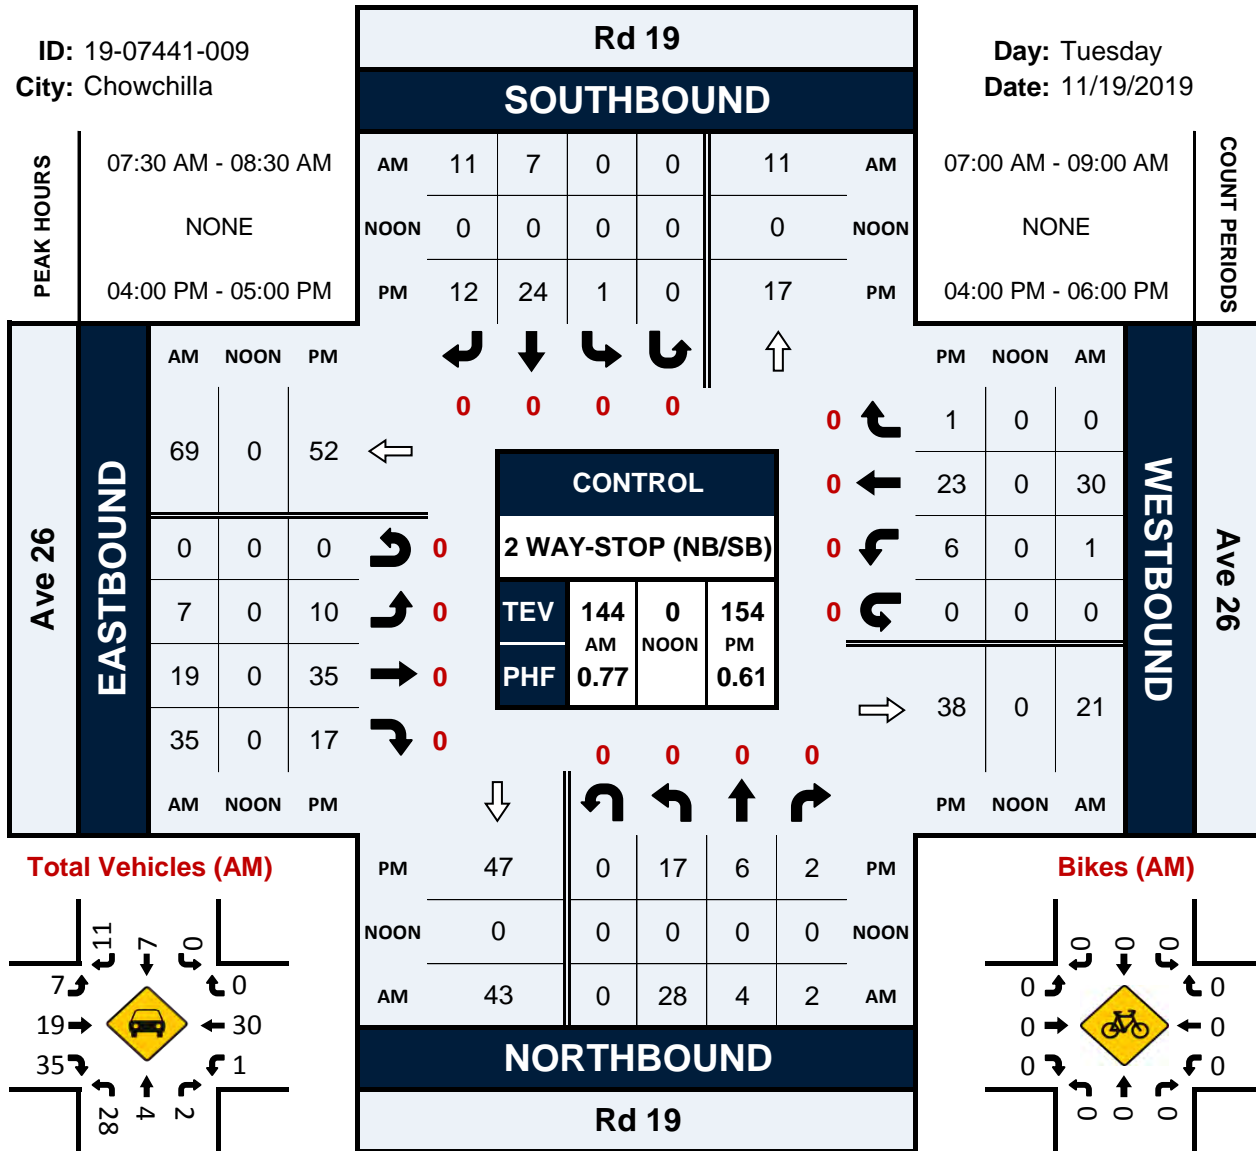 ID: 19-07441-009
City: Chowchilla
Rd 19
SOUTHBOUND
Day: Tuesday
Date: 11/19/2019
PEAK HOURS
07:30 AM - 08:30 AM
NONE
04:00 PM - 05:00 PM
AM 11 7 0 0 11 AM
NOON 0 0 0 0 0 NOON
PM 12 24 1 0 17 PM
07:00 AM - 09:00 AM
NONE
04:00 PM - 06:00 PM
COUNT PERIODS
0 0 0 0
Ave 26
EASTBOUND
AM NOON PM
69 0 52
0 0 0 0
7 0 10 0
19 0 35 0
35 0 17 0
AM NOON PM
CONTROL
2 WAY-STOP (NB/SB)
TEV 144 0 154
AM NOON PM
PHF 0.77 0.61
PM NOON AM
0 1 0 0
0 23 0 30
0 6 0 1
0 0 0 0
38 0 21
PM NOON AM
WESTBOUND
Ave 26
0 0 0 0
PM 47 0 17 6 2 PM
NOON 0 0 0 0 0 NOON
AM 43 0 28 4 2 AM
NORTHBOUND
Rd 19
Total Vehicles (AM)
11 7 0
7 0
19 30
35 1
28 4 2
Bikes (AM)
0 0 0
0 0
0 0
0 0
0 0 0